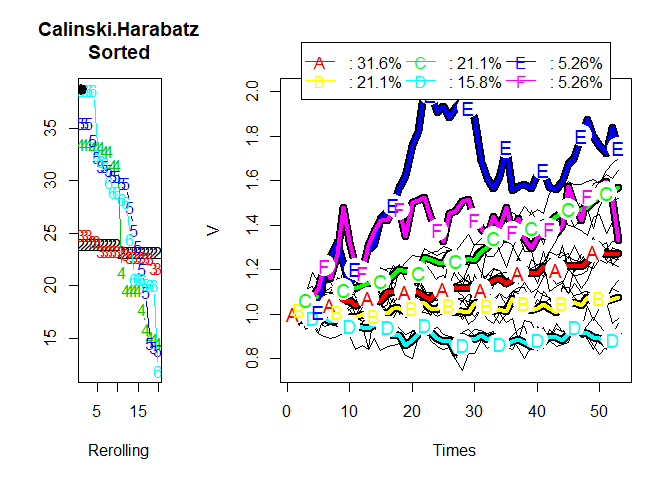 Calinski.Harabatz
Sorted
A : 31.6% C : 21.1% E : 5.26%
B : 21.1% D : 15.8% F : 5.26%
35
30
25
20
15
5
15
Rerolling
V
2.0
1.8
1.6
1.4
1.2
1.0
0.8
0
10
20
30
40
50
Times